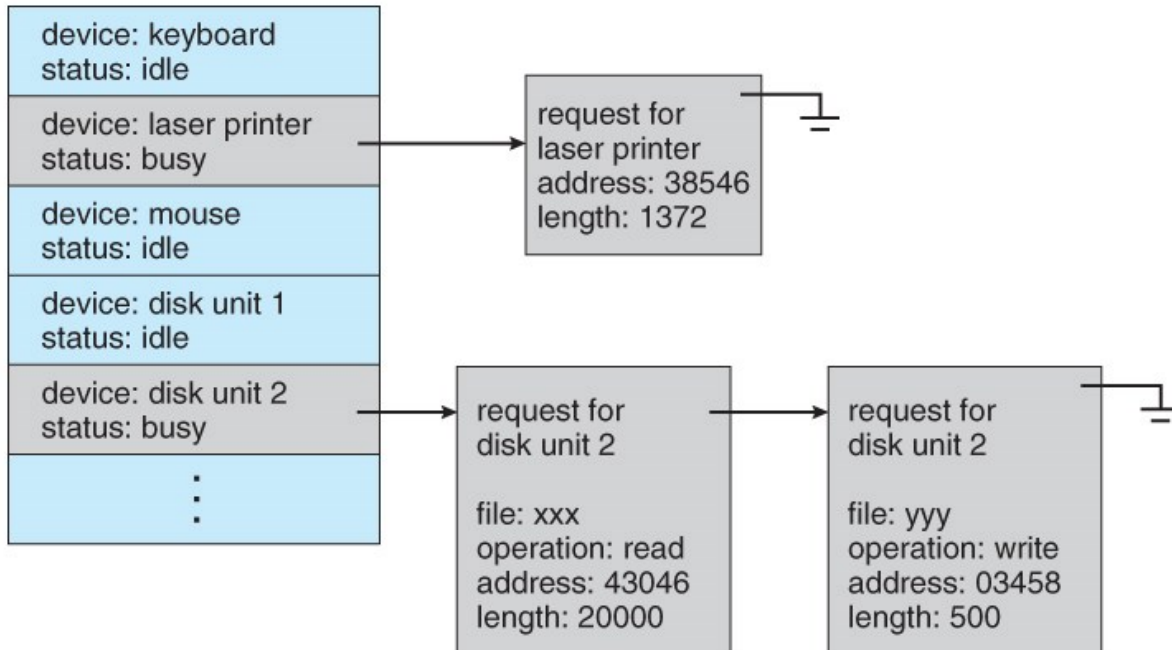 device: keyboard
status: idle
device: laser printer
status: busy
device: mouse
status: idle
device: disk unit 1
status: idle
device: disk unit 2
status: busy
request for
laser printer
address: 38546
length: 1372
request for
disk unit 2
file: xxx
operation: read
address: 43046
length: 20000
request for
disk unit 2
file: yyy
operation: write
address: 03458
length: 500